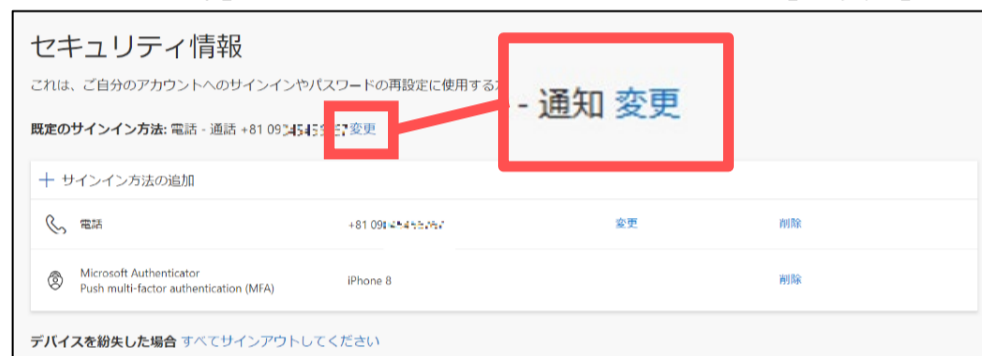 セキュリティ情報
これは、ご自分のアカウントへのサインインやパスワードの再設定に使用する
既定のサインイン方法: 電話 - 通話 +81 09 変更
- 通知 変更
+ サインイン方法の追加
電話 +81 09 変更 削除
Microsoft Authenticator
Push multi-factor authentication (MFA) iPhone 8 削除
デバイスを紛失した場合 すべてサインアウトしてください